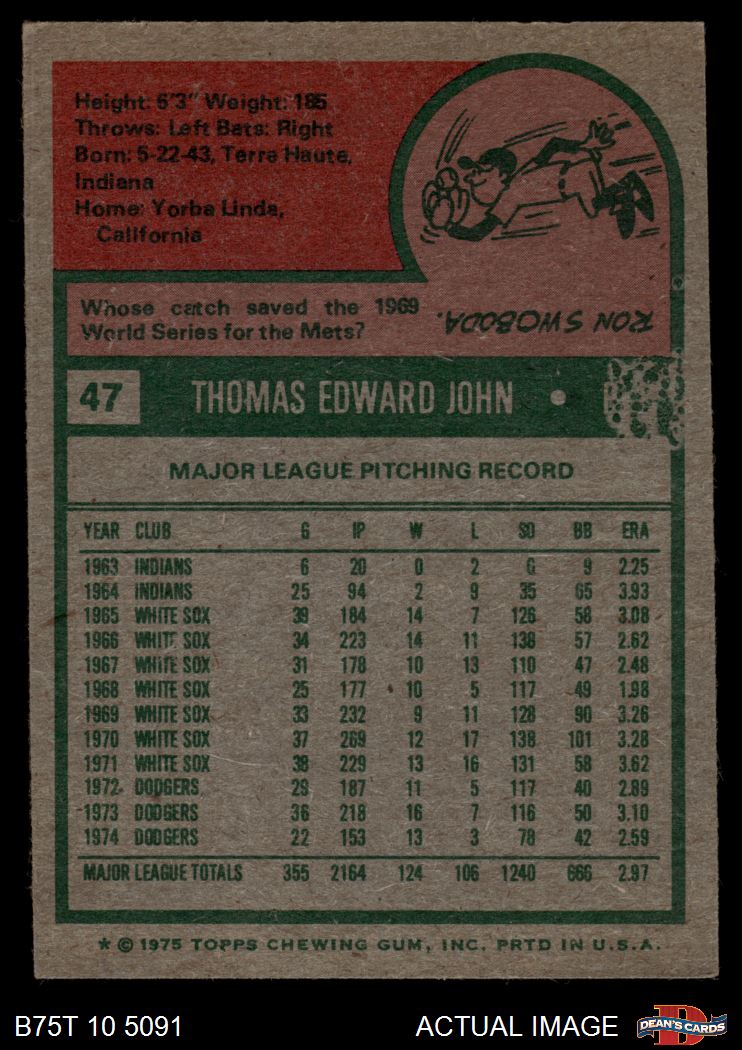 Height: 6'3" Weight: 185
Throws: Left Bats: Right
Born: 5-22-43, Terre Haute,
Indiana
Home: Yorba Linda,
California
Whose catch saved the 1969
World Series for the Mets?
RON SWOBODA.
47 THOMAS EDWARD JOHN
MAJOR LEAGUE PITCHING RECORD
YEAR CLUB G IP W L SO BB ERA
1963 INDIANS 6 20 0 2 6 9 2.25
1964 INDIANS 25 94 2 9 35 65 3.93
1965 WHITE SOX 39 184 14 7 126 58 3.08
1966 WHITE SOX 34 223 14 11 138 57 2.62
1967 WHITE SOX 31 178 10 13 110 47 2.48
1968 WHITE SOX 25 177 10 5 117 49 1.98
1969 WHITE SOX 33 232 9 11 128 90 3.26
1970 WHITE SOX 37 269 12 17 138 101 3.28
1971 WHITE SOX 38 229 13 16 131 58 3.62
1972 DODGERS 29 187 11 5 117 40 2.89
1973 DODGERS 36 218 16 7 116 50 3.10
1974 DODGERS 22 153 13 3 78 42 2.59
MAJOR LEAGUE TOTALS 355 2164 124 106 1240 666 2.97
* © 1975 TOPPS CHEWING GUM, INC. PRTD IN U.S.A.
B75T 10 5091 ACTUAL IMAGE
DEAN'S CARDS